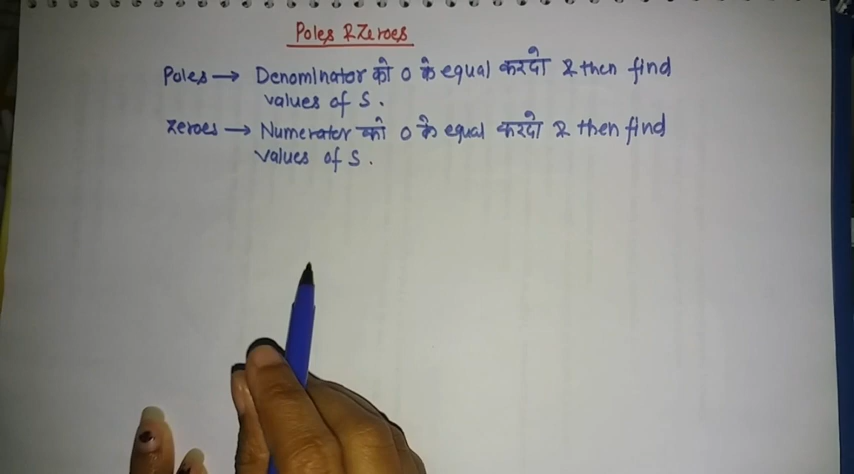 Poles & Zeroes
Poles → Denominator को 0 के equal करदो & then find
values of S.
Zeroes → Numerator को 0 के equal करदो & then find
values of S.